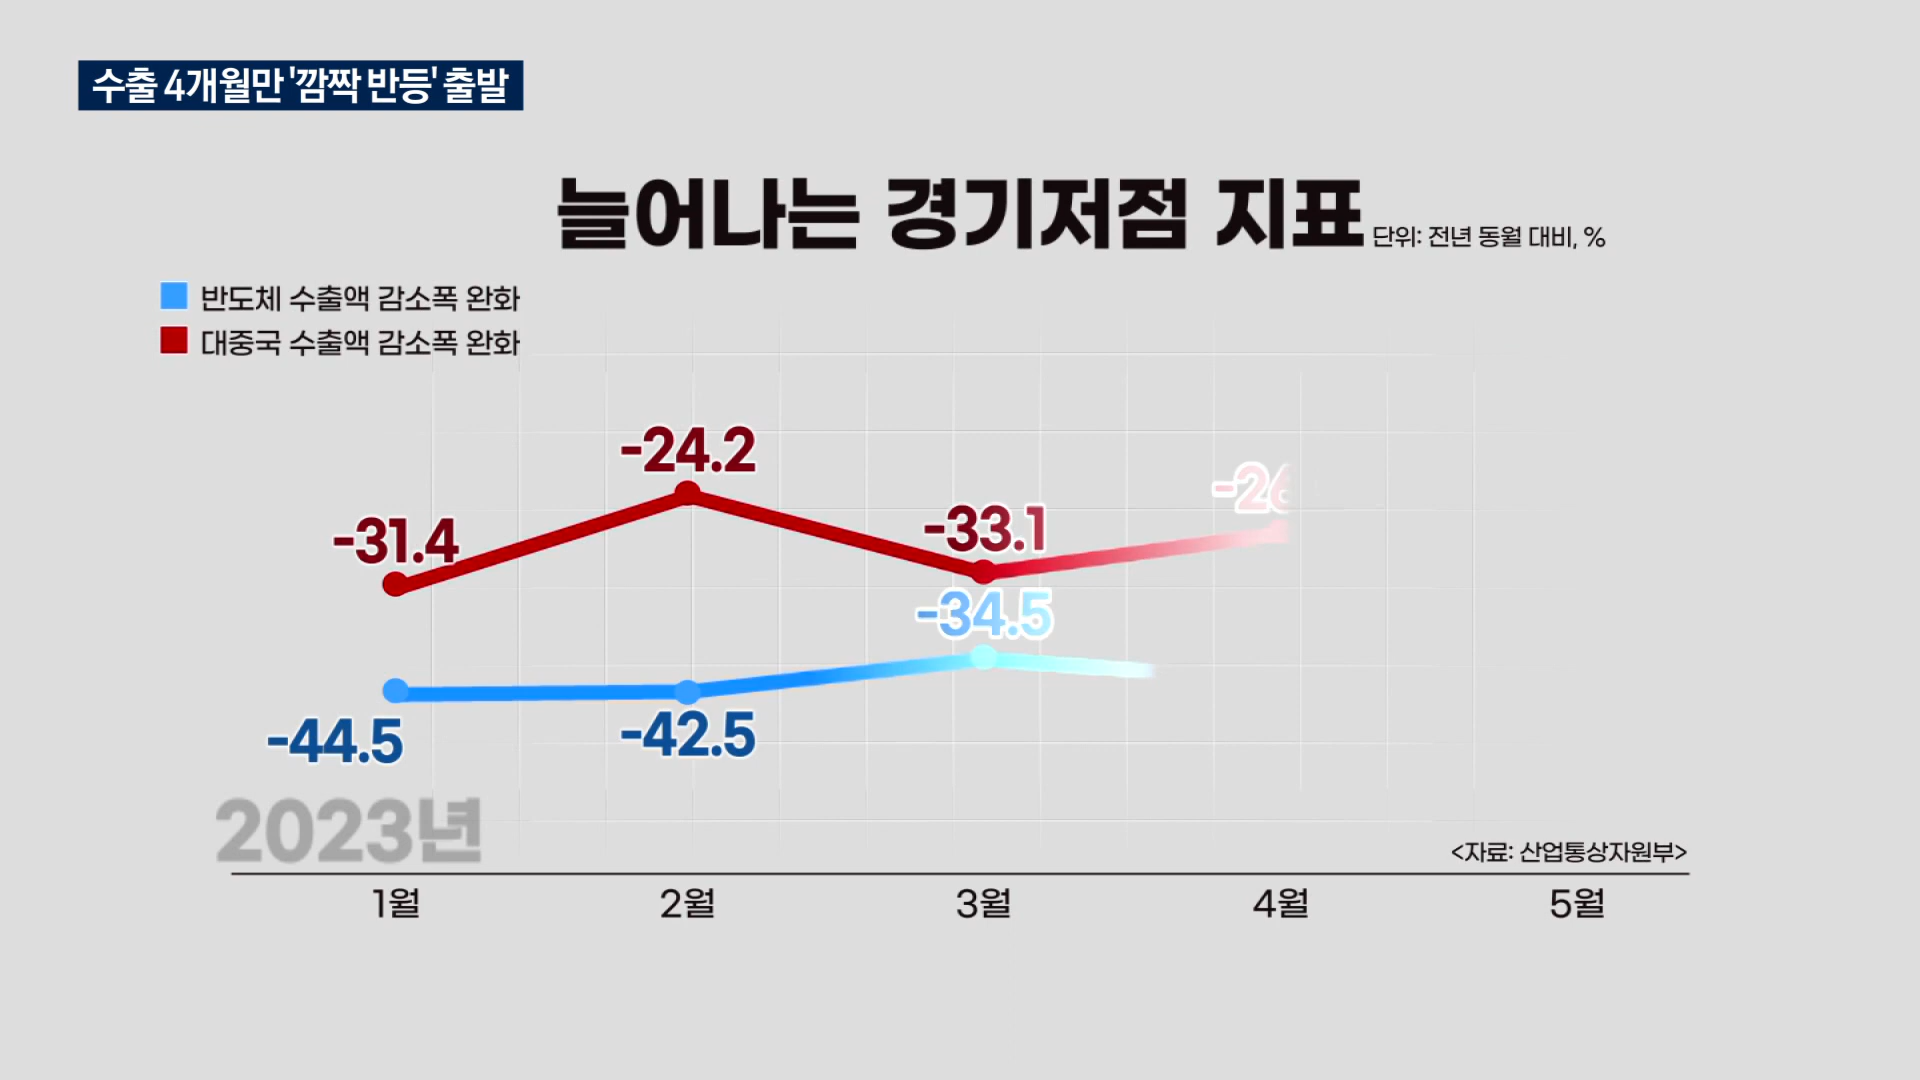 수출 4개월만 '깜짝 반등' 출발
늘어나는 경기저점 지표
단위: 전년 동월 대비, %
반도체 수출액 감소폭 완화
대중국 수출액 감소폭 완화
-24.2
-31.4
-33.1
-34.5
-44.5
-42.5
2023년
<자료: 산업통상자원부>
1월 2월 3월 4월 5월